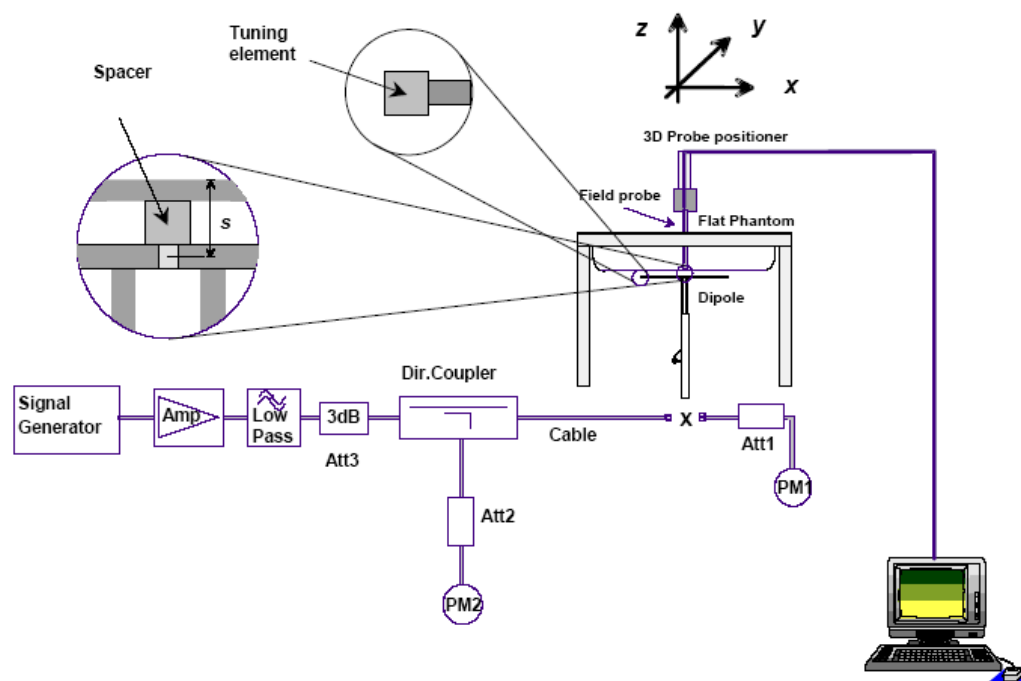 Tuning
element
Spacer
z
y
x
3D Probe positioner
Field probe
Flat Phantom
s
Dipole
Dir.Coupler
Signal
Generator
Amp
Low
Pass
3dB
Att3
Cable
X
Att1
PM1
Att2
PM2